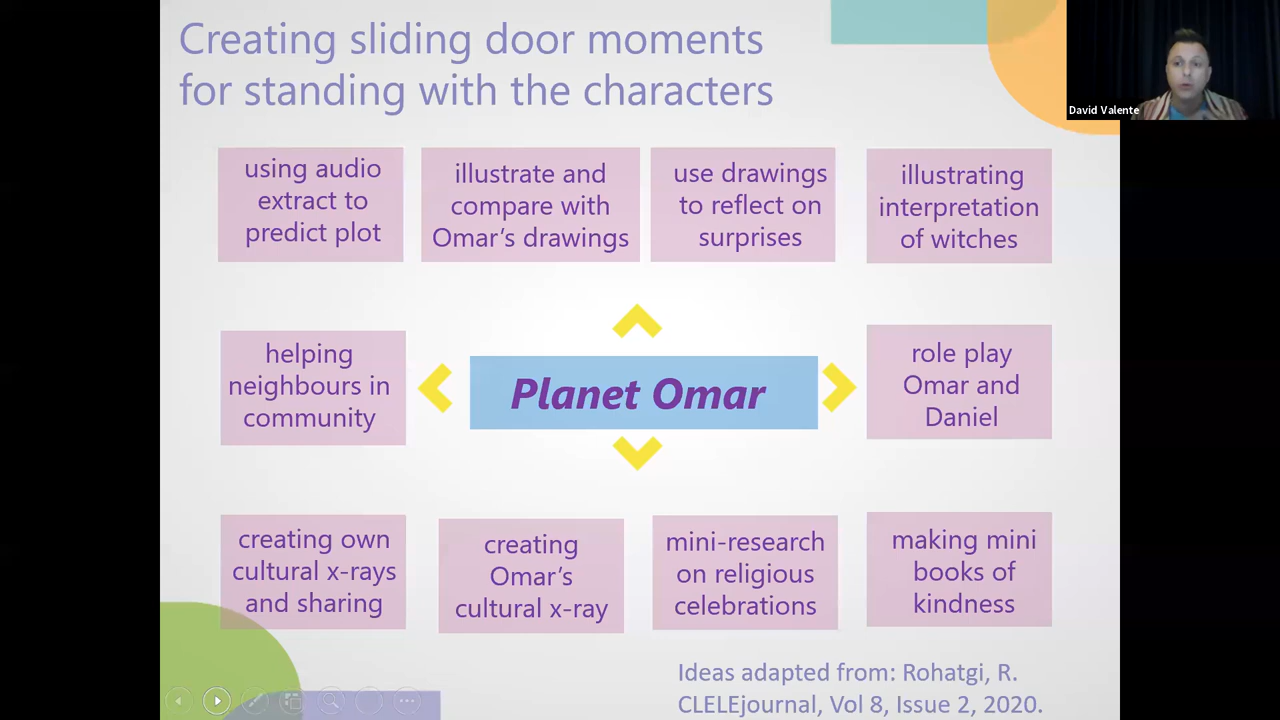 Creating sliding door moments
for standing with the characters
David Valente
using audio
extract to
predict plot
illustrate and
compare with
Omar's drawings
use drawings
to reflect on
surprises
illustrating
interpretation
of witches
helping
neighbours in
community
Planet Omar
role play
Omar and
Daniel
creating own
cultural x-rays
and sharing
creating
Omar's
cultural x-ray
mini-research
on religious
celebrations
making mini
books of
kindness
Ideas adapted from: Rohatgi, R.
CLELEjournal, Vol 8, Issue 2, 2020.